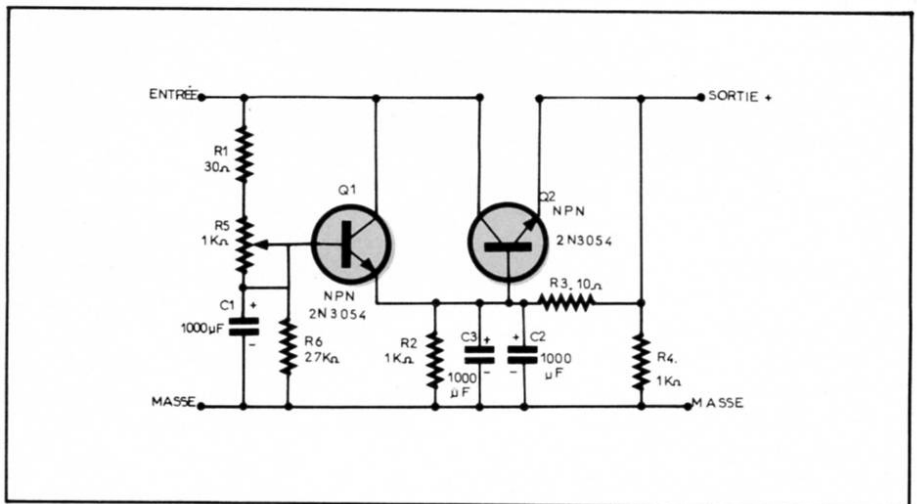 ENTRÉE
SORTIE +
R1
30Ω
Q1
Q2
NPN
2N3054
R5
1KΩ
R3. 10Ω
NPN
2N3054
C1 +
1000µF
-
R6
27KΩ
R2
1KΩ
C3 +
-
1000
µF
+ C2
-
1000
µF
R4.
1KΩ
MASSE
MASSE